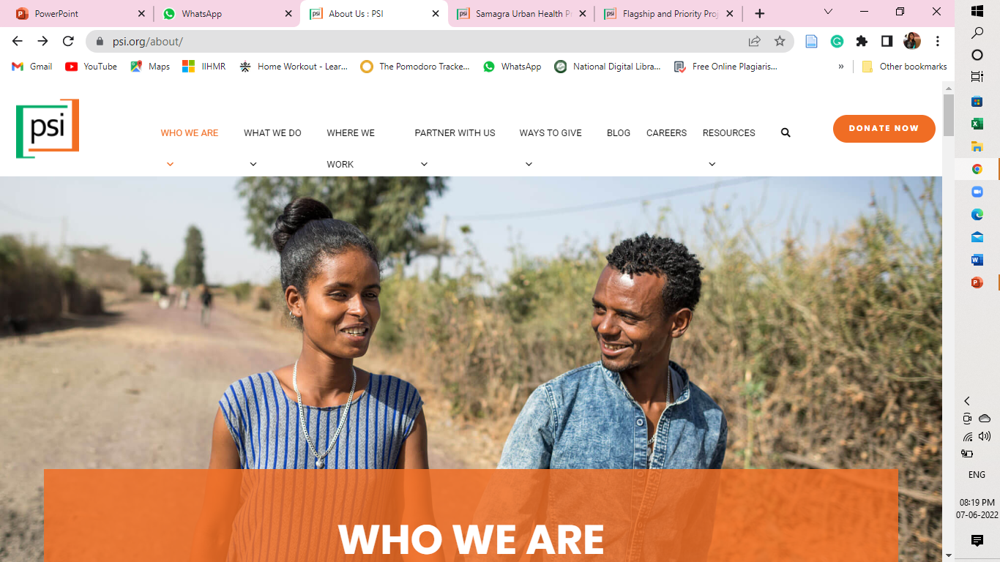 PowerPoint
WhatsApp
psi About Us : PSI
psi Samagra Urban Health P
psi Flagship and Priority Proj
psi.org/about/
Gmail
YouTube
Maps
IIHMR
Home Workout - Lear...
The Pomodoro Tracke...
WhatsApp
National Digital Libra...
Free Online Plagiaris...
»
Other bookmarks
psi
WHO WE ARE
WHAT WE DO
WHERE WE
WORK
PARTNER WITH US
WAYS TO GIVE
BLOG
CAREERS
RESOURCES
DONATE NOW
WHO WE ARE
ENG
08:19 PM
07-06-2022